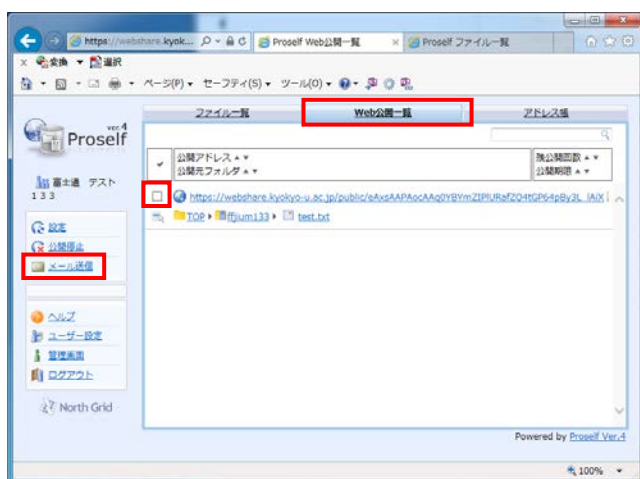 https://webshare.kyok...
Proself Web公開一覧
Proself ファイル一覧
変換 選択
ページ(P) セーフティ(S) ツール(O)
ファイル一覧
Web公開一覧
アドレス帳
Proself ver.4
公開アドレス
公開元フォルダ
残公開回数
公開期限
富士通 テスト
133
https://webshare.kyokyo-u.ac.jp/public/
TOP ffjium133 test.txt
設定
公開停止
メール送信
ヘルプ
ユーザー設定
管理画面
ログアウト
North Grid
Powered by Proself Ver.4
100%